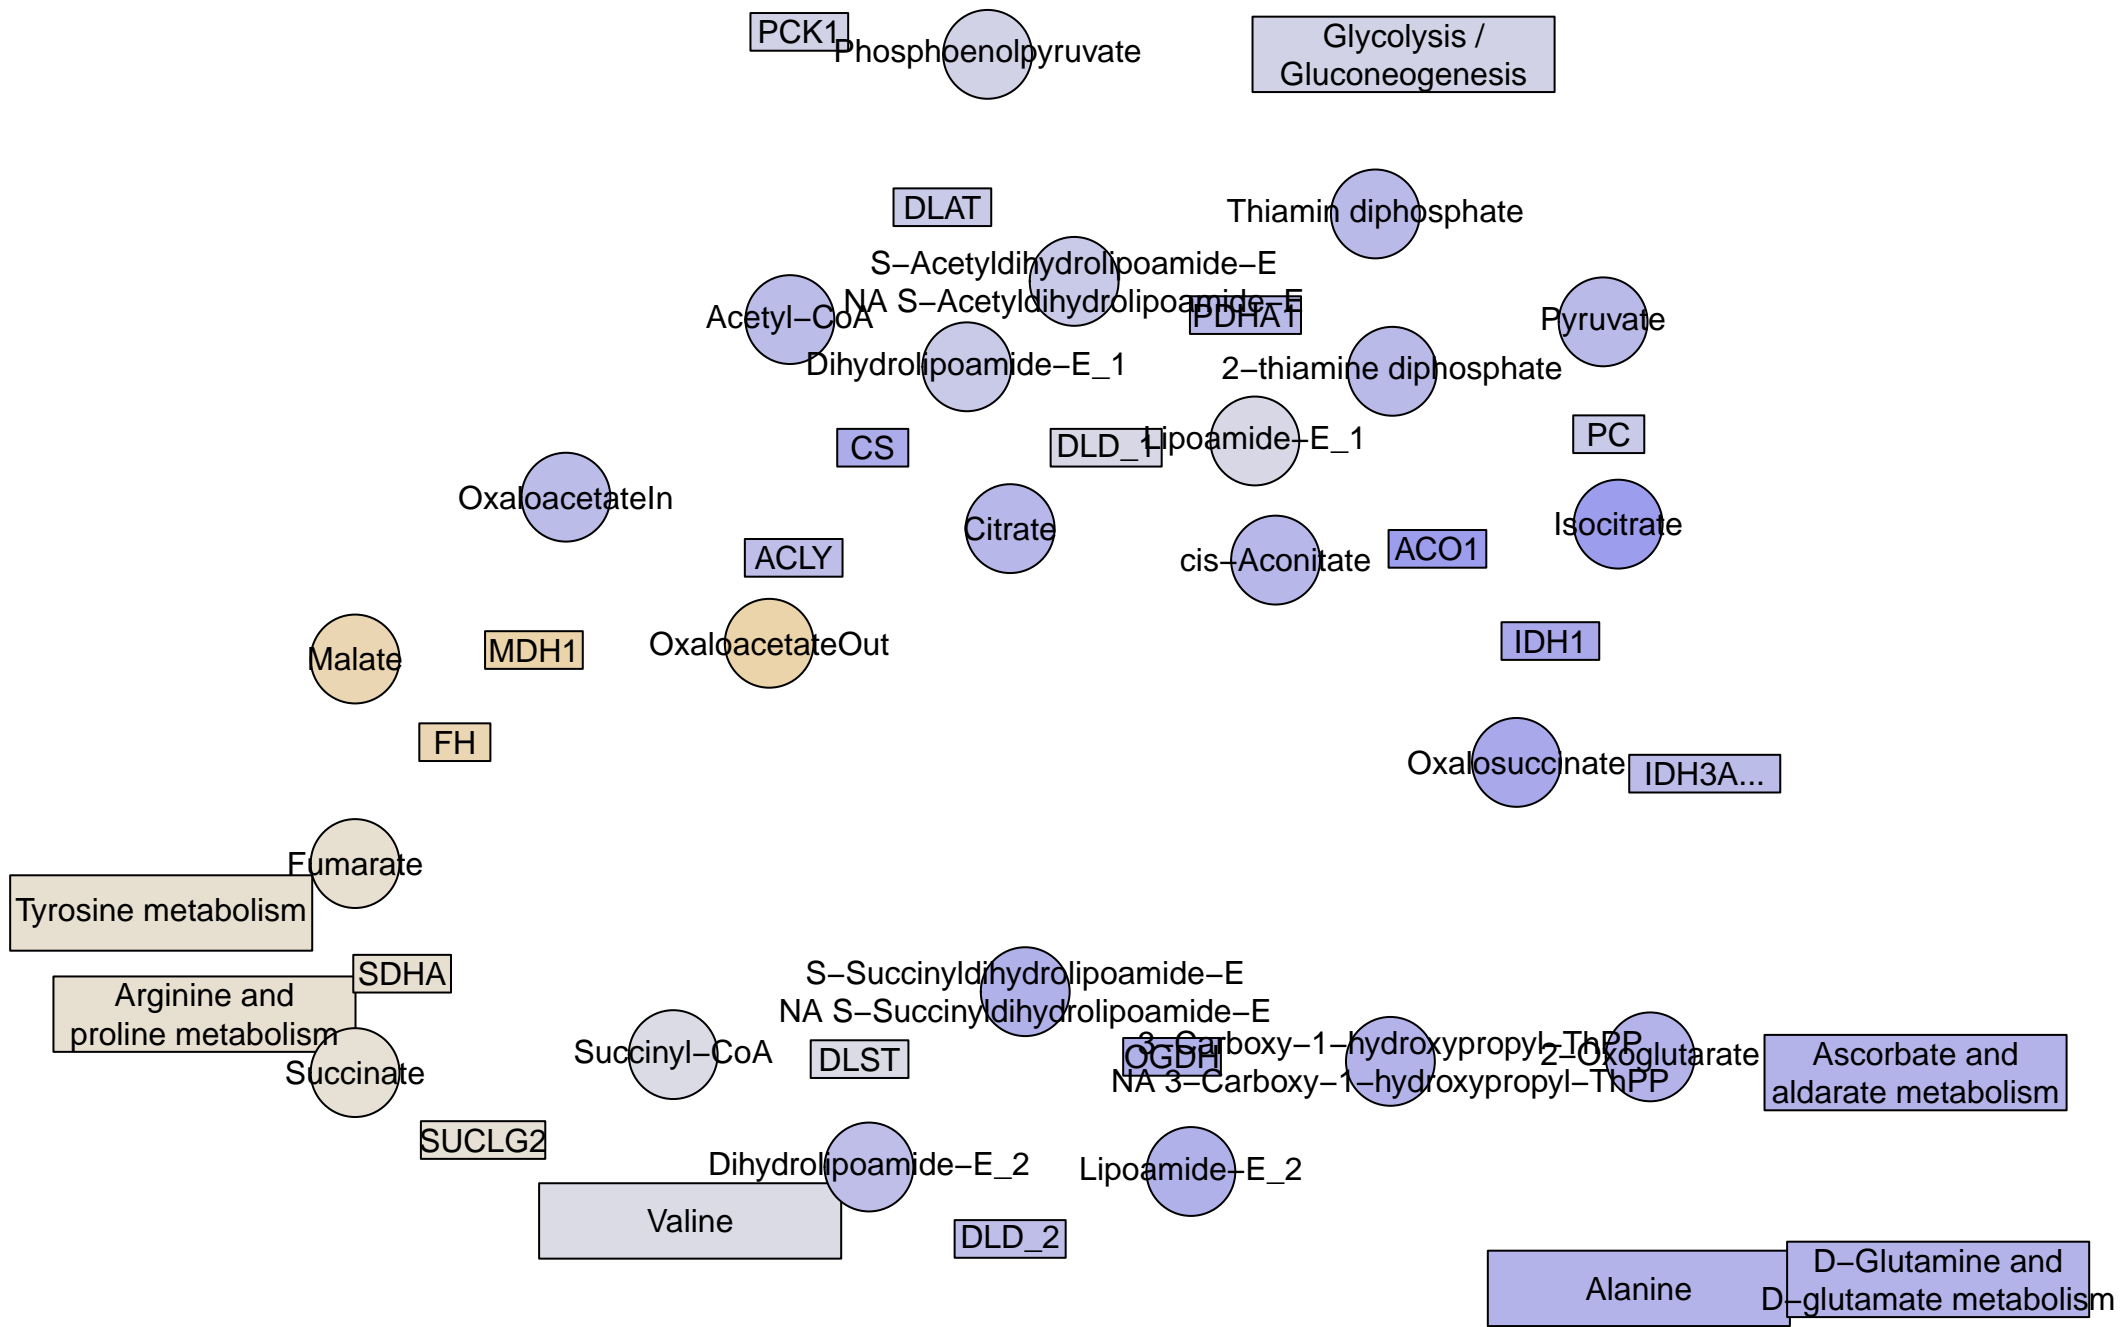 PCK1
Phosphoenolpyruvate
Glycolysis /
Gluconeogenesis
DLAT
Thiamin diphosphate
S−Acetyldihydrolipoamide−E
NA S−Acetyldihydrolipoamide−E
Acetyl−CoA
PDHA1
Pyruvate
Dihydrolipoamide−E_1
2−thiamine diphosphate
CS
DLD_1
Lipoamide−E_1
PC
OxaloacetateIn
Citrate
Isocitrate
ACLY
cis−Aconitate
ACO1
Malate
MDH1
OxaloacetateOut
IDH1
FH
Oxalosuccinate
IDH3A...
Fumarate
Tyrosine metabolism
SDHA
Arginine and
proline metabolism
S−Succinyldihydrolipoamide−E
NA S−Succinyldihydrolipoamide−E
Succinate
Succinyl−CoA
DLST
OGDH
3−Carboxy−1−hydroxypropyl−ThPP
NA 3−Carboxy−1−hydroxypropyl−ThPP
2−Oxoglutarate
Ascorbate and
aldarate metabolism
SUCLG2
Dihydrolipoamide−E_2
Lipoamide−E_2
Valine
DLD_2
Alanine
D−Glutamine and
D−glutamate metabolism